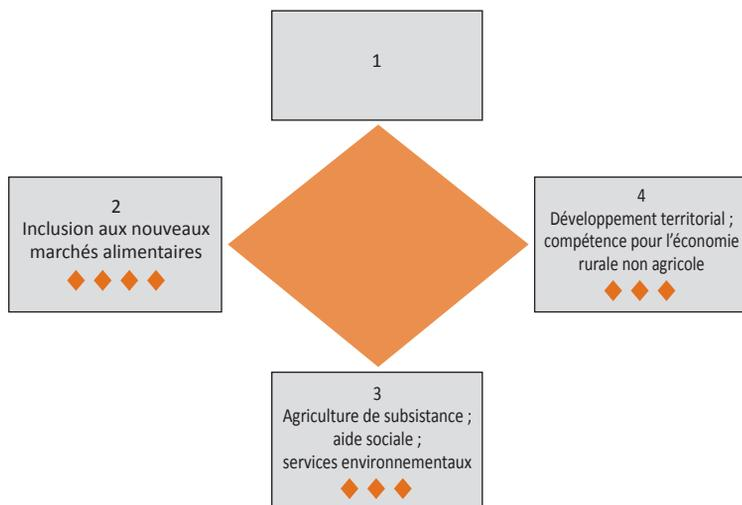 1
2
Inclusion aux nouveaux
marchés alimentaires
4
Développement territorial ;
compétence pour l’économie
rurale non agricole
3
Agriculture de subsistance ;
aide sociale ;
services environnementaux